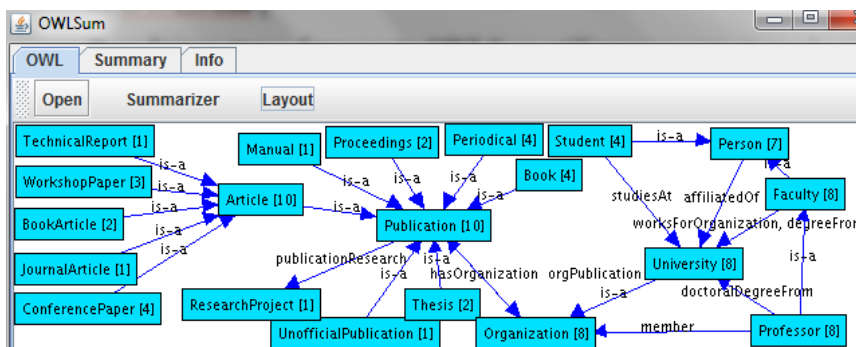 OWLSum
OWL Summary Info
Open Summarizer Layout
TechnicalReport [1]
Manual [1]
Proceedings [2]
Periodical [4]
Student [4]
is-a
Person [7]
is-a
is-a
WorkshopPaper [3]
is-a
is-a
is-a
is-a
Book [4]
Faculty [8]
is-a
Article [10]
is-a
is-a
studiesAt
affiliatedOf
BookArticle [2]
is-a
Publication [10]
worksForOrganization, degreeFrom
is-a
is-a
JournalArticle [1]
publicationResearch
is-a
is-a
hasOrganization
orgPublication
University [8]
is-a
ConferencePaper [4]
ResearchProject [1]
Thesis [2]
is-a
doctoralDegreeFrom
UnofficialPublication [1]
Organization [8]
member
Professor [8]